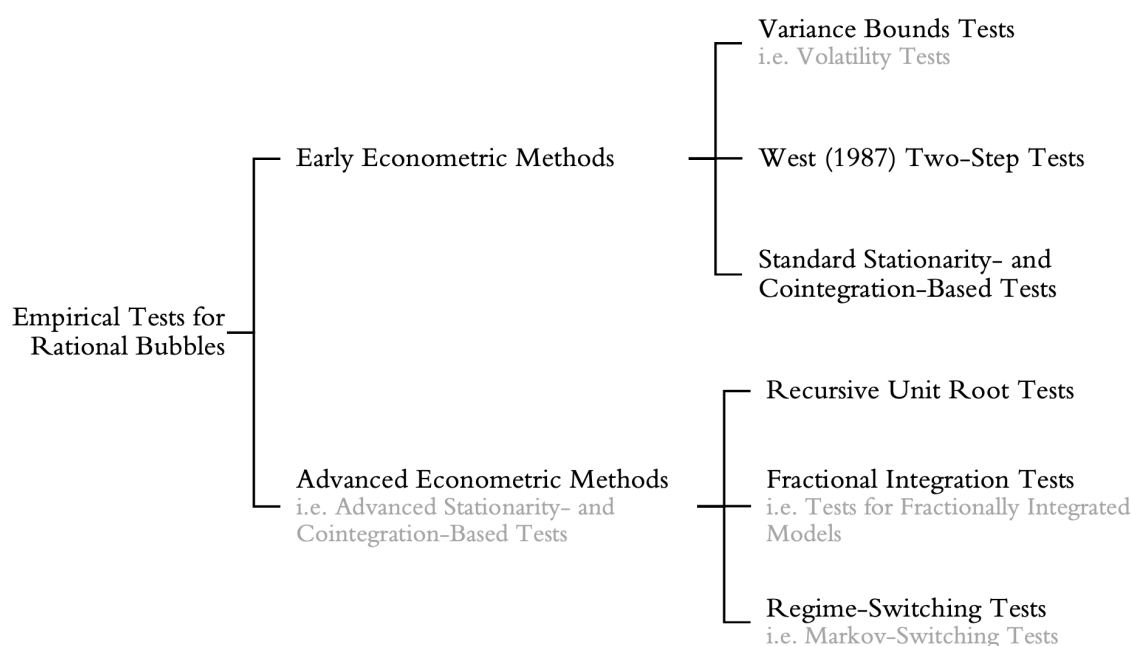 Empirical Tests for
Rational Bubbles
Early Econometric Methods
Variance Bounds Tests
i.e. Volatility Tests
West (1987) Two-Step Tests
Standard Stationarity- and
Cointegration-Based Tests
Advanced Econometric Methods
i.e. Advanced Stationarity- and
Cointegration-Based Tests
Recursive Unit Root Tests
Fractional Integration Tests
i.e. Tests for Fractionally Integrated
Models
Regime-Switching Tests
i.e. Markov-Switching Tests